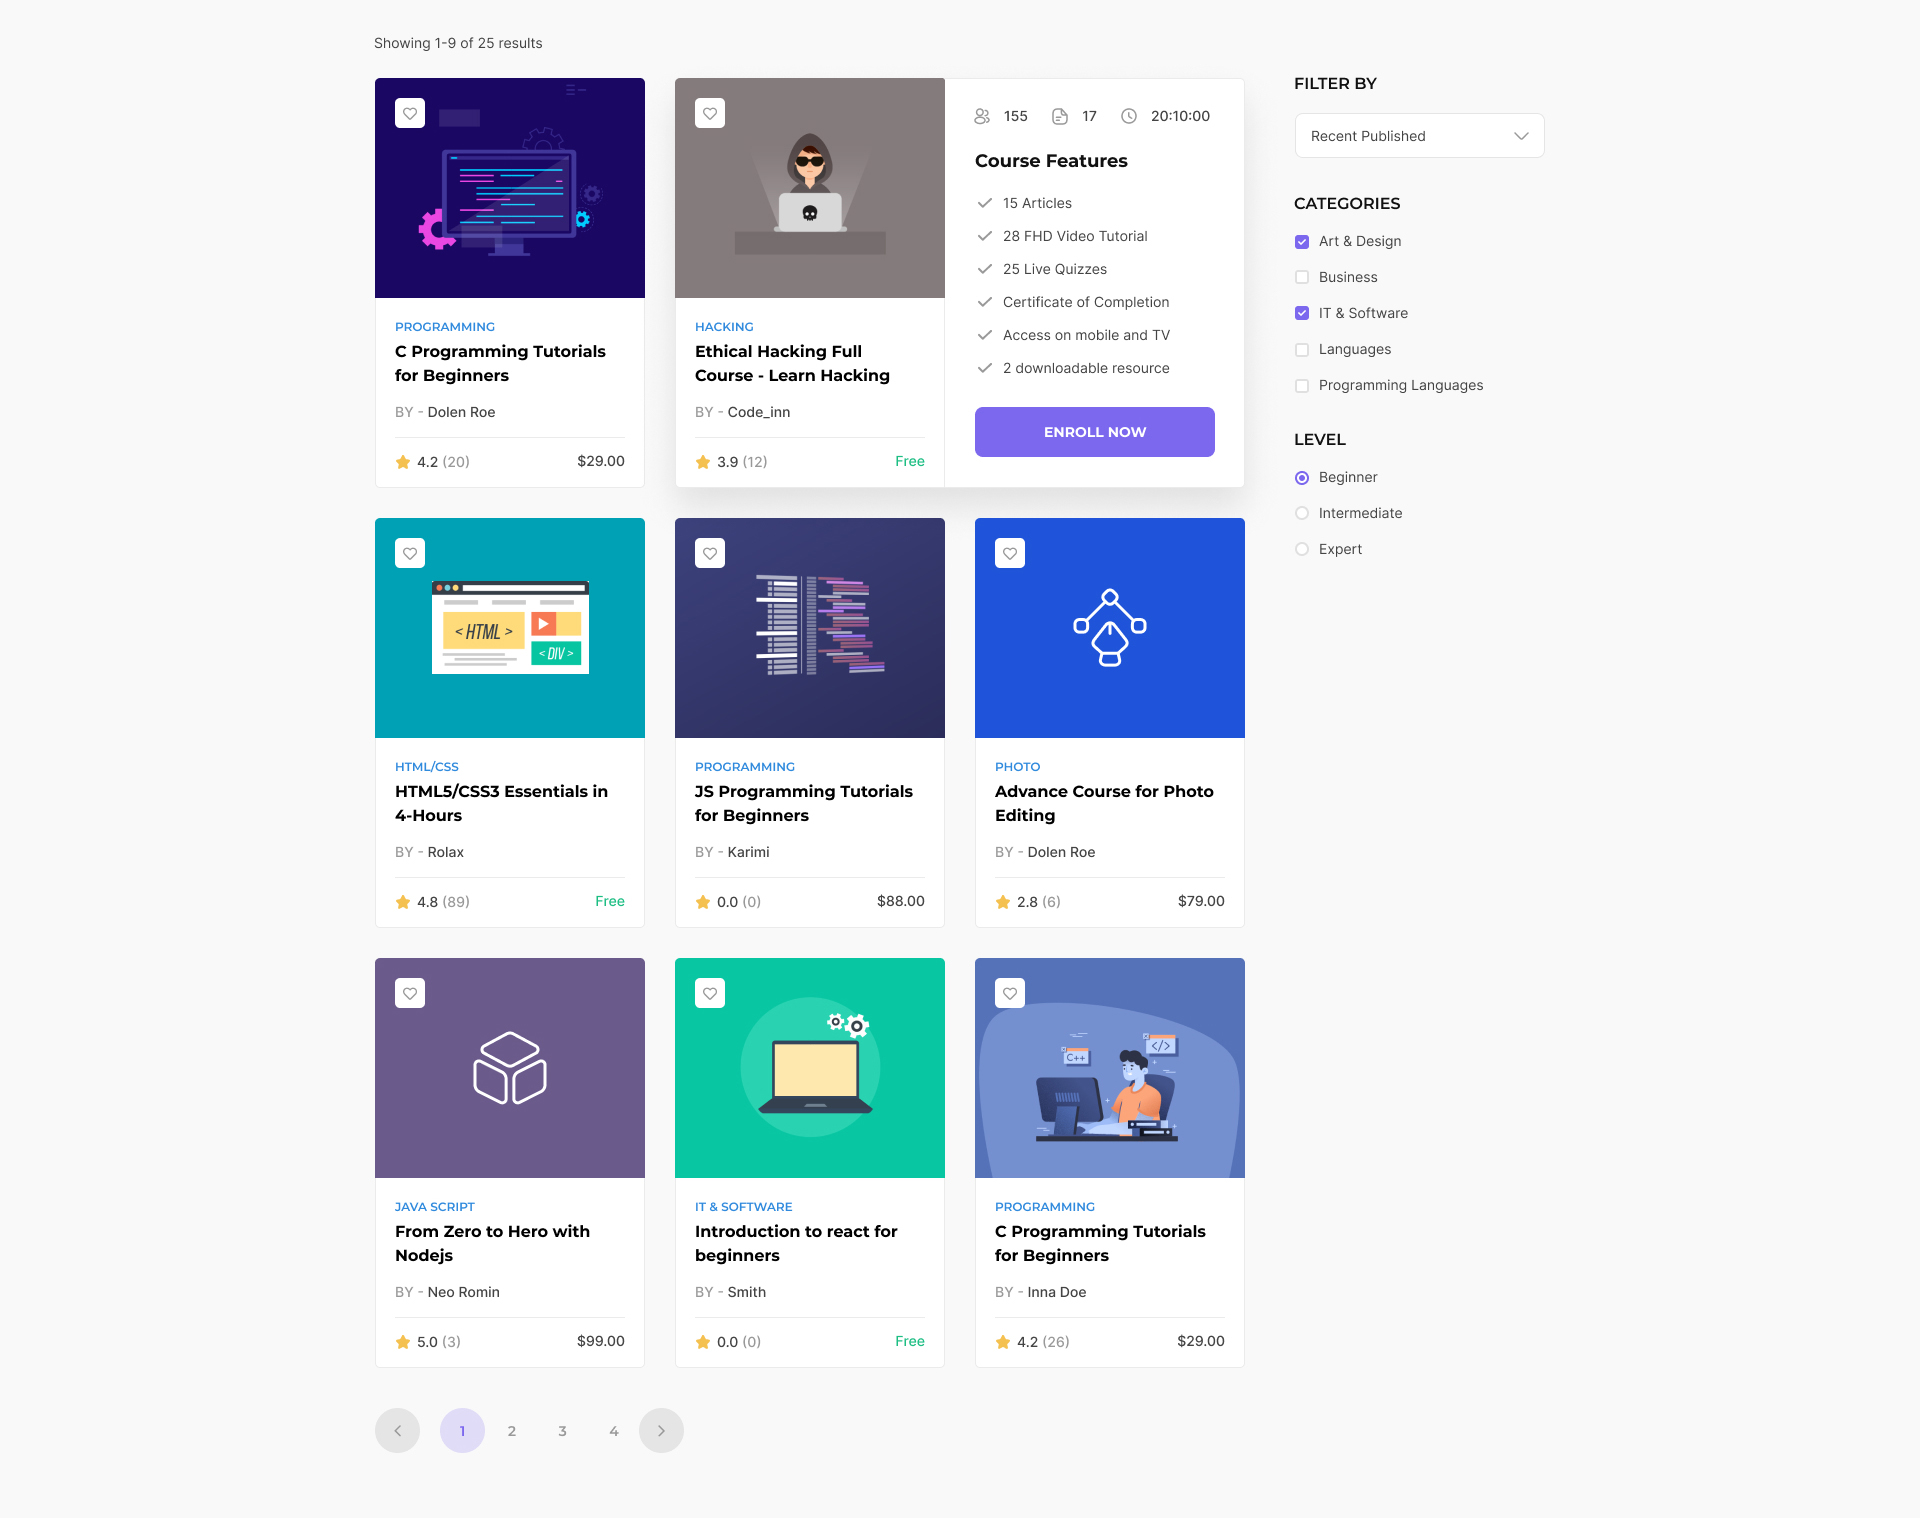 Showing 1-9 of 25 results
PROGRAMMING
C Programming Tutorials
for Beginners
BY - Dolen Roe
4.2 (20)
$29.00
HACKING
Ethical Hacking Full
Course - Learn Hacking
BY - Code_inn
3.9 (12)
Free
155
17
20:10:00
Course Features
15 Articles
28 FHD Video Tutorial
25 Live Quizzes
Certificate of Completion
Access on mobile and TV
2 downloadable resource
ENROLL NOW
< HTML >
< DIV >
HTML/CSS
HTML5/CSS3 Essentials in
4-Hours
BY - Rolax
4.8 (89)
Free
PROGRAMMING
JS Programming Tutorials
for Beginners
BY - Karimi
0.0 (0)
$88.00
PHOTO
Advance Course for Photo
Editing
BY - Dolen Roe
2.8 (6)
$79.00
JAVA SCRIPT
From Zero to Hero with
Nodejs
BY - Neo Romin
5.0 (3)
$99.00
IT & SOFTWARE
Introduction to react for
beginners
BY - Smith
0.0 (0)
Free
C++
</>
PROGRAMMING
C Programming Tutorials
for Beginners
BY - Inna Doe
4.2 (26)
$29.00
1
2
3
4
FILTER BY
Recent Published
CATEGORIES
Art & Design
Business
IT & Software
Languages
Programming Languages
LEVEL
Beginner
Intermediate
Expert